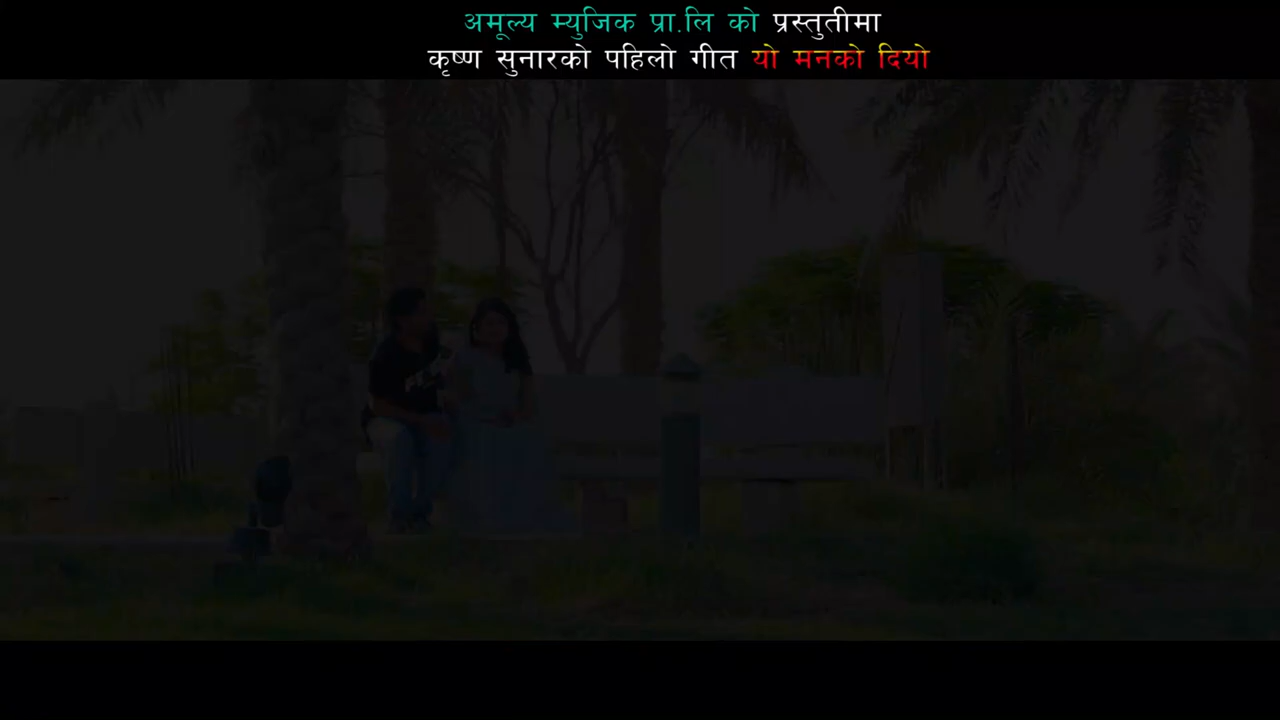 अमूल्य म्युजिक प्रा.लि को प्रस्तुतीमा
कृष्ण सुनारको पहिलो गीत यो मनको दियो